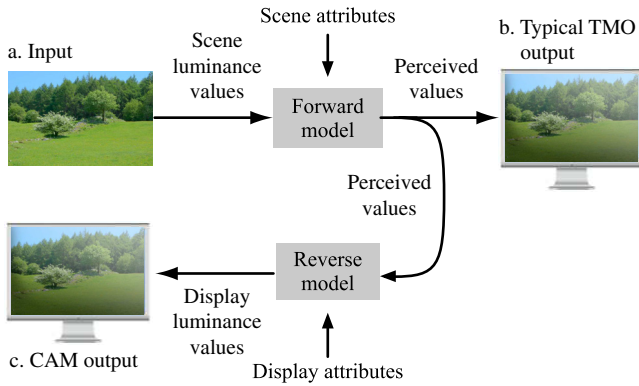 Scene attributes
a. Input
Scene
luminance
values
Forward
model
Perceived
values
b. Typical TMO
output
Perceived
values
Reverse
model
Display
luminance
values
c. CAM output
Display attributes